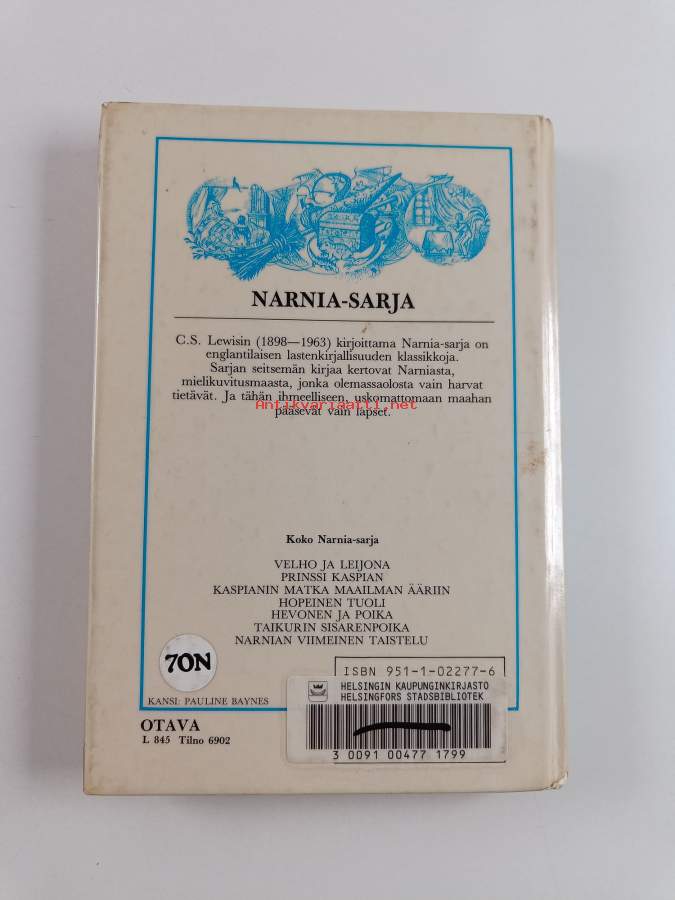 NARNIA-SARJA
C.S. Lewisin (1898—1963) kirjoittama Narnia-sarja on
englantilaisen lastenkirjallisuuden klassikkoja.
Sarjan seitsemän kirjaa kertovat Narniasta,
mielikuvitusmaasta, jonka olemassaolosta vain harvat
tietävät. Ja tähän ihmeelliseen, uskomattomaan maahan
pääsevät vain lapset.
Antikvariaatti.net
Koko Narnia-sarja
VELHO JA LEIJONA
PRINSSI KASPIAN
KASPIANIN MATKA MAAILMAN ÄÄRIIN
HOPEINEN TUOLI
HEVONEN JA POIKA
TAIKURIN SISARENPOIKA
NARNIAN VIIMEINEN TAISTELU
7ON
KANSI: PAULINE BAYNES
OTAVA
L 845 Tilno 6902
ISBN 951-1-02277-6
HELSINGIN KAUPUNGINKIRJASTO
HELSINGFORS STADSBIBLIOTEK
3 0091 00477 1799